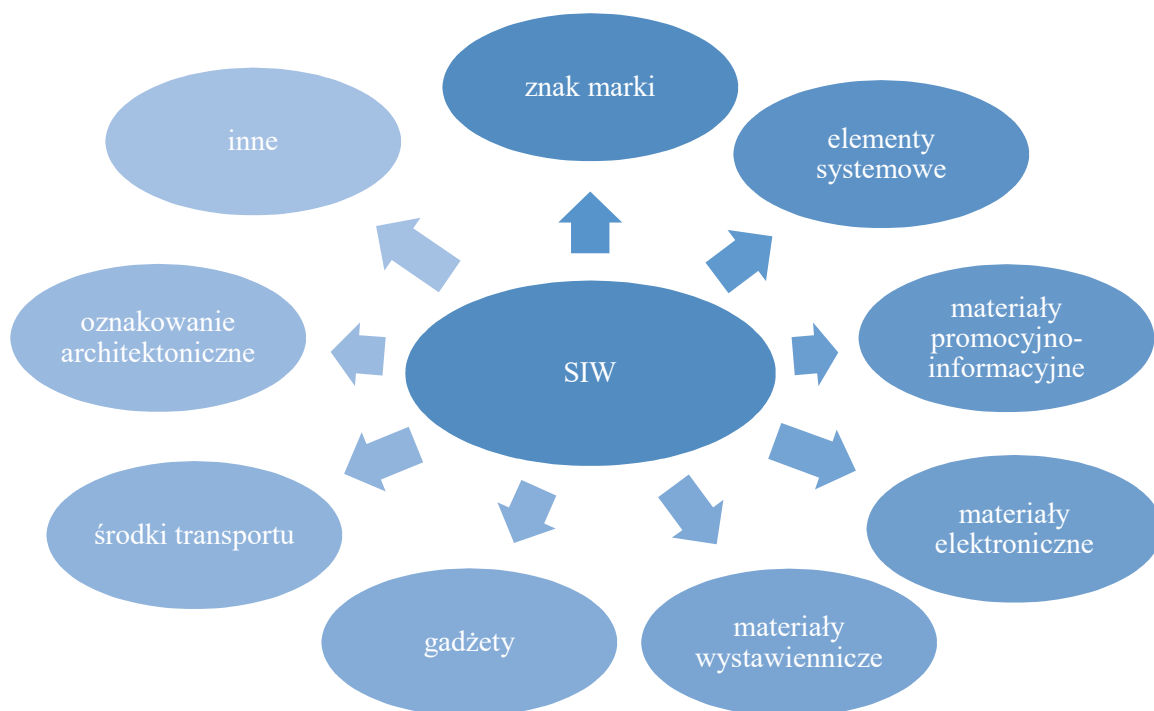 znak marki
elementy
systemowe
materiały
promocyjno-
informacyjne
materiały
elektroniczne
materiały
wystawiennicze
gadżety
środki transportu
oznakowanie
architektoniczne
inne
SIW